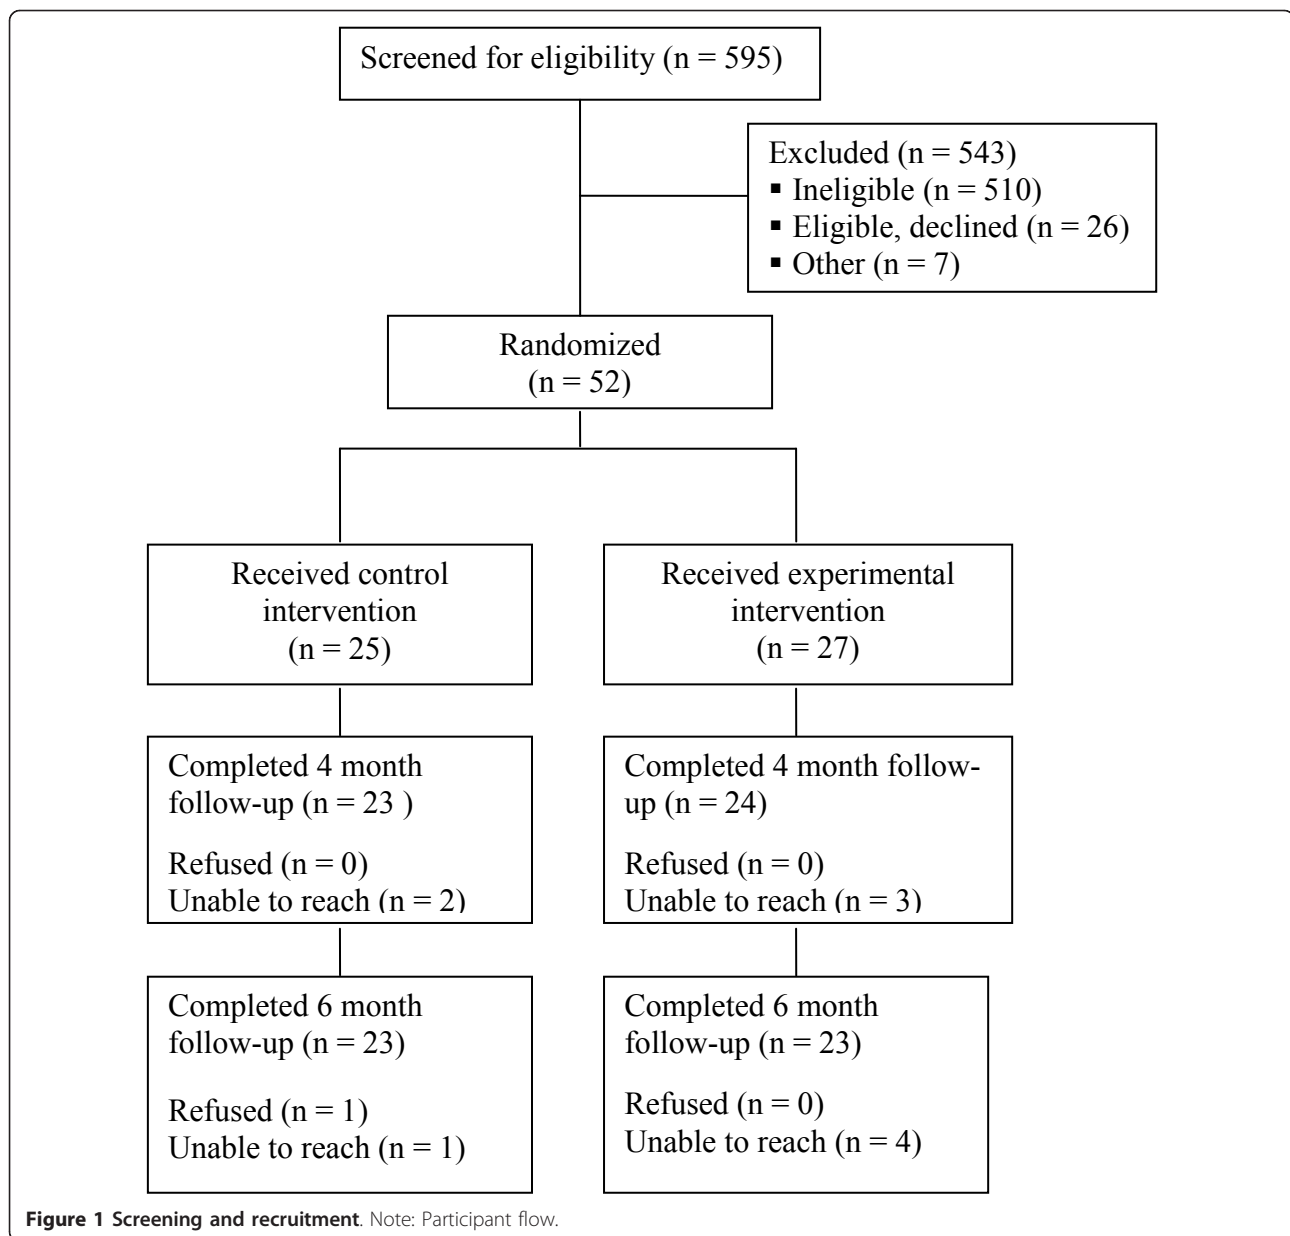 Screened for eligibility (n = 595)
Excluded (n = 543)
▪ Ineligible (n = 510)
▪ Eligible, declined (n = 26)
▪ Other (n = 7)
Randomized
(n = 52)
Received control
intervention
(n = 25)
Received experimental
intervention
(n = 27)
Completed 4 month
follow-up (n = 23 )
Refused (n = 0)
Unable to reach (n = 2)
Completed 4 month follow-
up (n = 24)
Refused (n = 0)
Unable to reach (n = 3)
Completed 6 month
follow-up (n = 23)
Refused (n = 1)
Unable to reach (n = 1)
Completed 6 month
follow-up (n = 23)
Refused (n = 0)
Unable to reach (n = 4)
Figure 1 Screening and recruitment. Note: Participant flow.